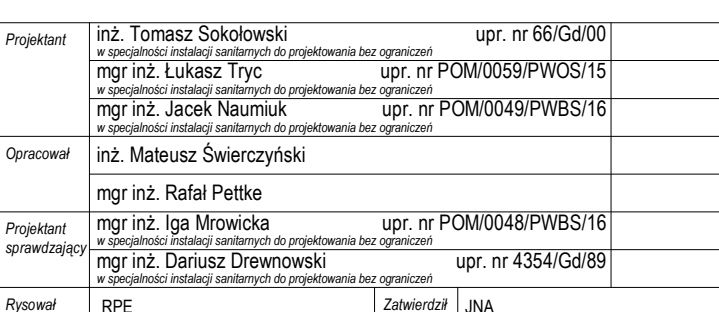 Projektant
inż. Tomasz Sokołowski upr. nr 66/Gd/00
w specjalności instalacji sanitarnych do projektowania bez ograniczeń
mgr inż. Łukasz Tryc upr. nr POM/0059/PWOS/15
w specjalności instalacji sanitarnych do projektowania bez ograniczeń
mgr inż. Jacek Naumiuk upr. nr POM/0049/PWBS/16
w specjalności instalacji sanitarnych do projektowania bez ograniczeń
Opracował
inż. Mateusz Świerczyński
mgr inż. Rafał Pettke
Projektant
sprawdzający
mgr inż. Iga Mrowicka upr. nr POM/0048/PWBS/16
w specjalności instalacji sanitarnych do projektowania bez ograniczeń
mgr inż. Dariusz Drewnowski upr. nr 4354/Gd/89
w specjalności instalacji sanitarnych do projektowania bez ograniczeń
Rysował RPE Zatwierdził JNA